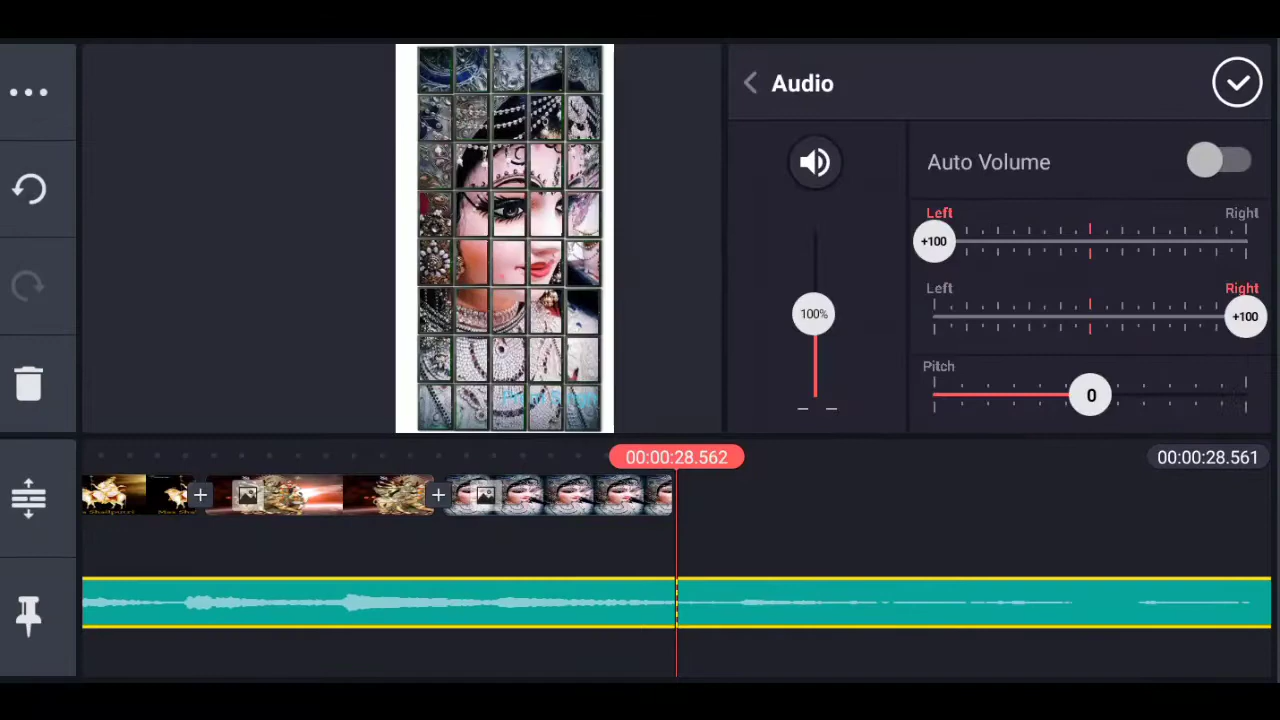 Audio
Auto Volume
Left Right
+100
100%
Left Right
+100
Pitch
0
00:00:28.562
00:00:28.561